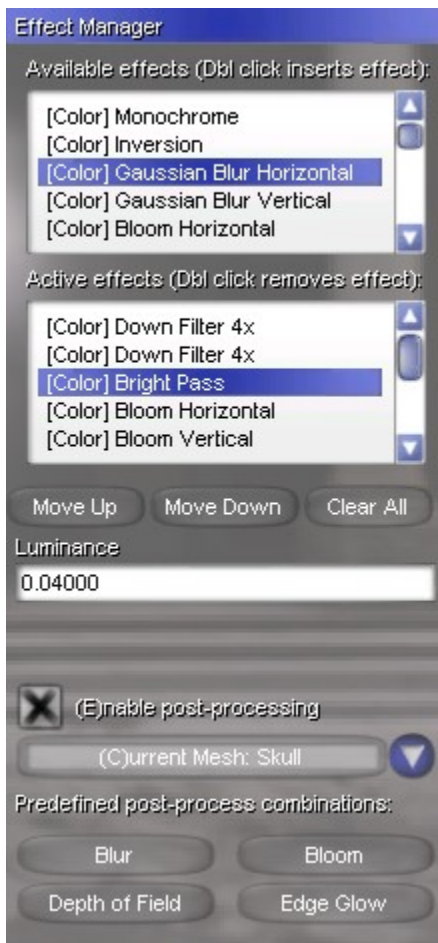 Effect Manager
Available effects (Dbl click inserts effect):
[Color] Monochrome
[Color] Inversion
[Color] Gaussian Blur Horizontal
[Color] Gaussian Blur Vertical
[Color] Bloom Horizontal
Active effects (Dbl click removes effect):
[Color] Down Filter 4x
[Color] Down Filter 4x
[Color] Bright Pass
[Color] Bloom Horizontal
[Color] Bloom Vertical
Move Up Move Down Clear All
Luminance
0.04000
(E)nable post-processing
(C)urrent Mesh: Skull
Predefined post-process combinations:
Blur Bloom
Depth of Field Edge Glow